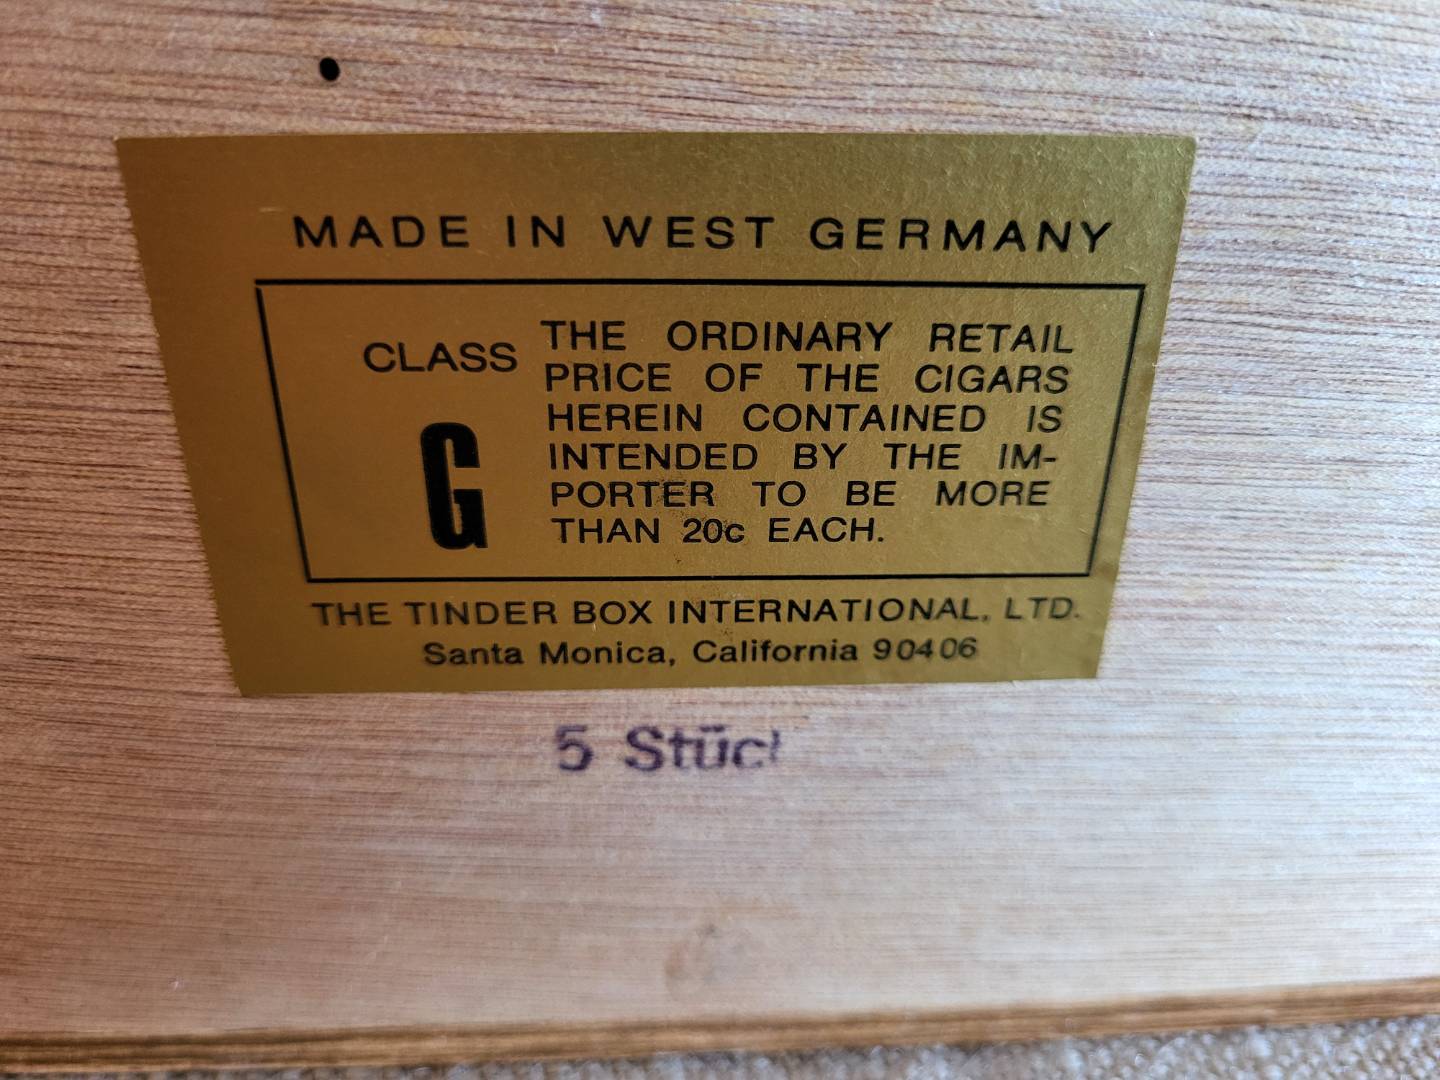 MADE IN WEST GERMANY
CLASS
G
THE ORDINARY RETAIL
PRICE OF THE CIGARS
HEREIN CONTAINED IS
INTENDED BY THE IM-
PORTER TO BE MORE
THAN 20c EACH.
THE TINDER BOX INTERNATIONAL, LTD.
Santa Monica, California 90406
5 Stück